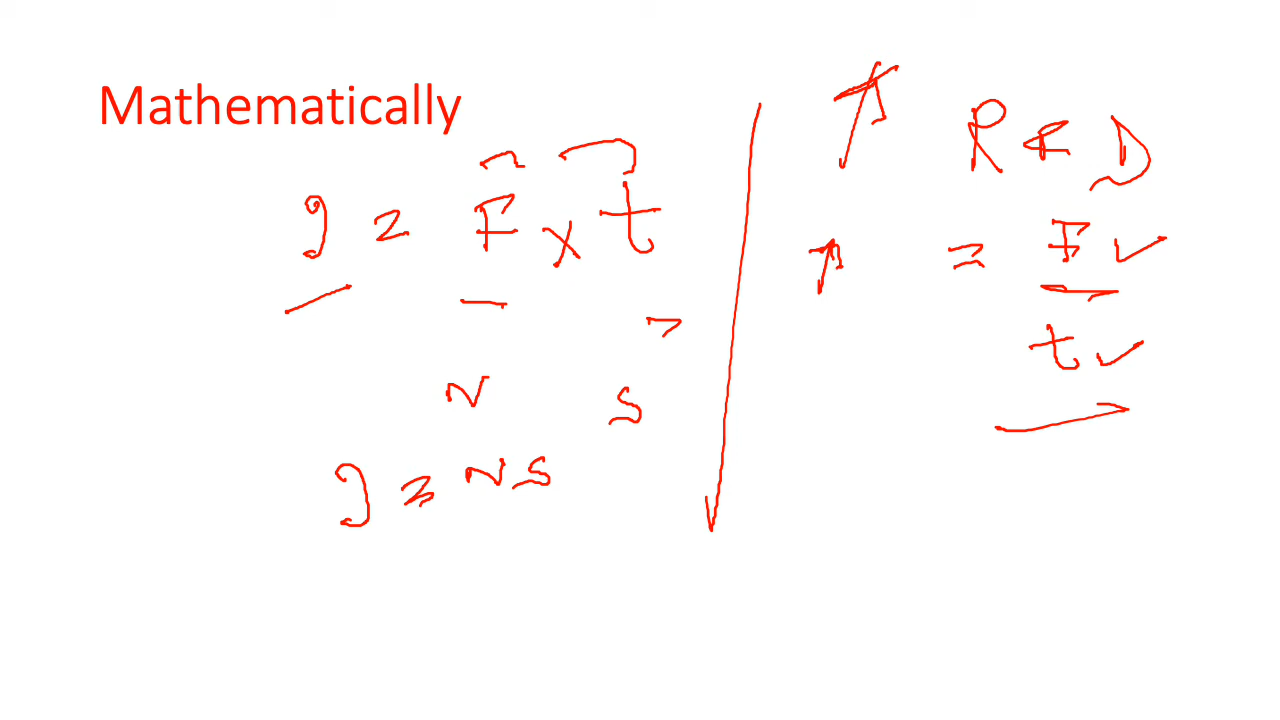 Mathematically
I = F x t
N S
I = NS
R & D
= F
t